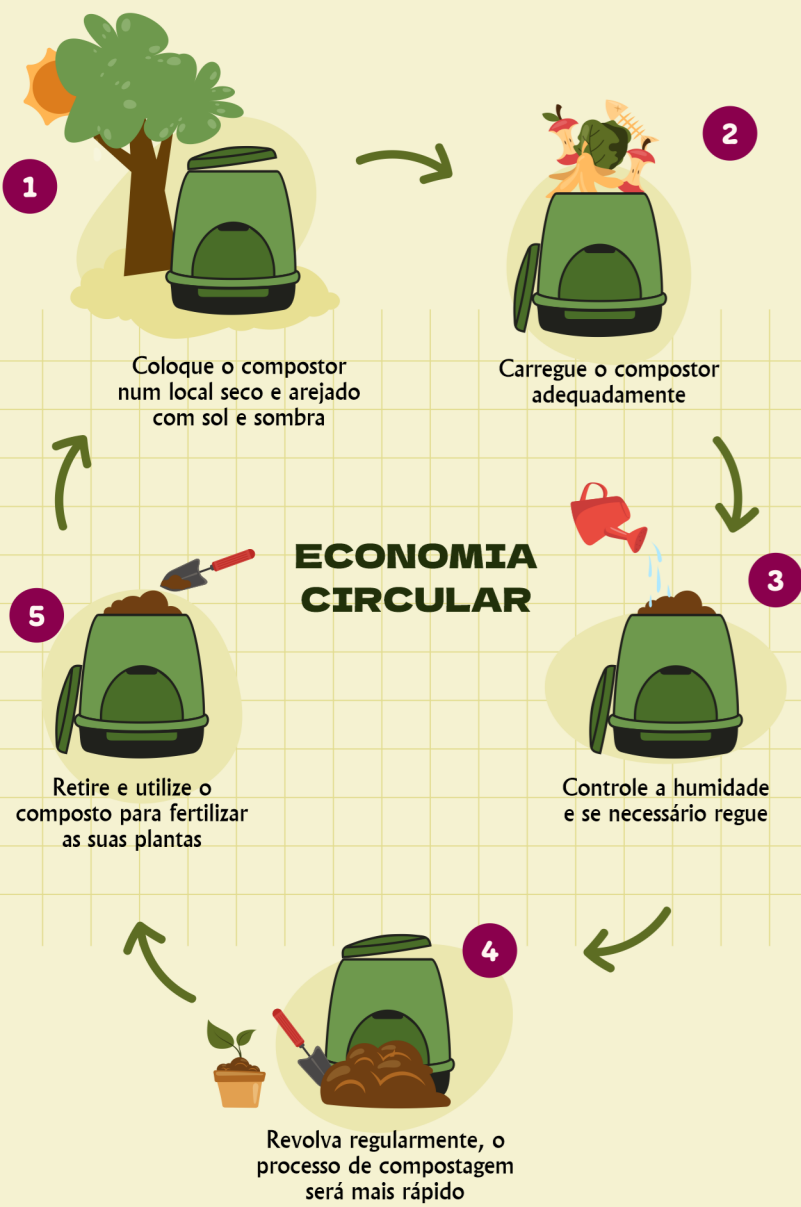 1
Coloque o compostor
num local seco e arejado
com sol e sombra
2
Carregue o compostor
adequadamente
ECONOMIA
CIRCULAR
3
Controle a humidade
e se necessário regue
4
Revolva regularmente, o
processo de compostagem
será mais rápido
5
Retire e utilize o
composto para fertilizar
as suas plantas